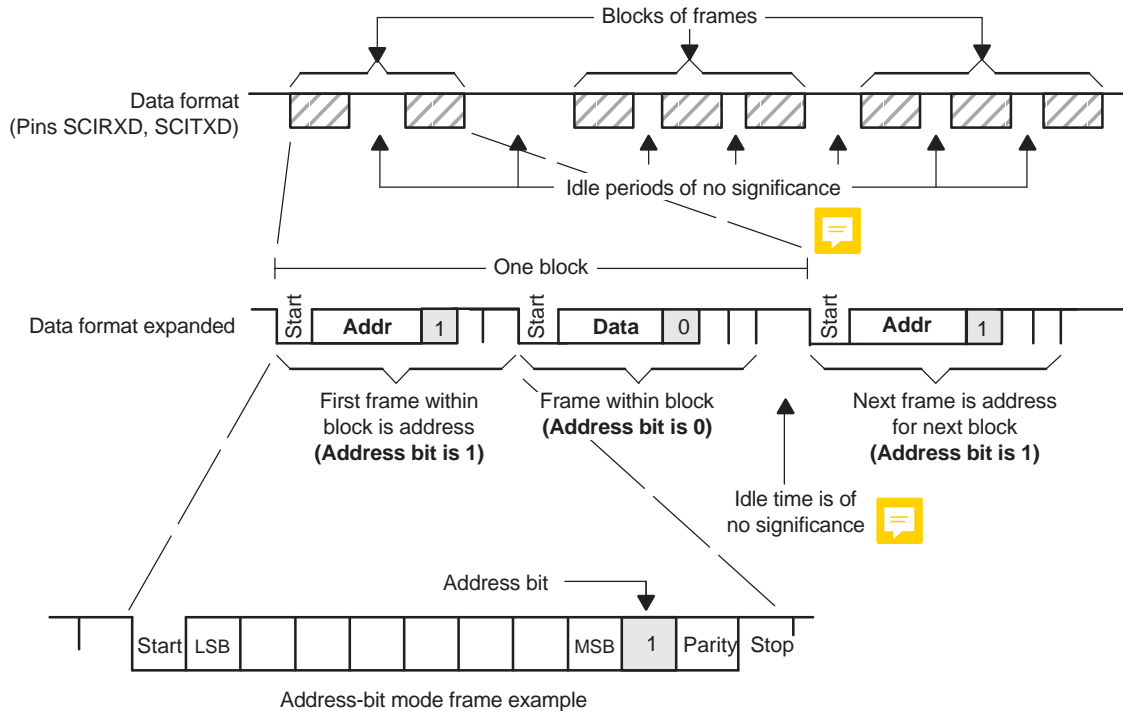 Blocks of frames
Data format
(Pins SCIRXD, SCITXD)
Idle periods of no significance
One block
Data format expanded
Start
Addr
1
Start
Data
0
Start
Addr
1
First frame within
block is address
(Address bit is 1)
Frame within block
(Address bit is 0)
Next frame is address
for next block
(Address bit is 1)
Idle time is of
no significance
Address bit
Start
LSB
MSB
1
Parity
Stop
Address-bit mode frame example